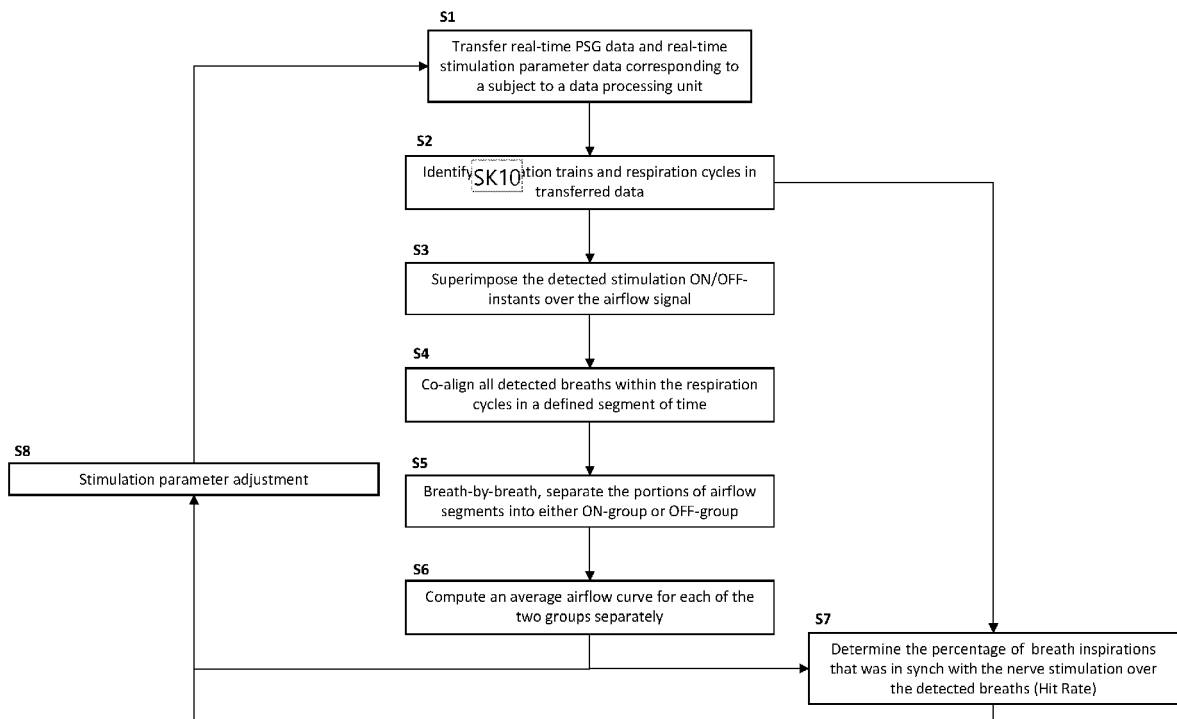 S1
Transfer real-time PSG data and real-time
stimulation parameter data corresponding to
a subject to a data processing unit
S2
Identify SK10 ation trains and respiration cycles in
transferred data
S3
Superimpose the detected stimulation ON/OFF-
instants over the airflow signal
S4
Co-align all detected breaths within the respiration
cycles in a defined segment of time
S8
Stimulation parameter adjustment
S5
Breath-by-breath, separate the portions of airflow
segments into either ON-group or OFF-group
S6
Compute an average airflow curve for each of the
two groups separately
S7
Determine the percentage of breath inspirations
that was in synch with the nerve stimulation over
the detected breaths (Hit Rate)